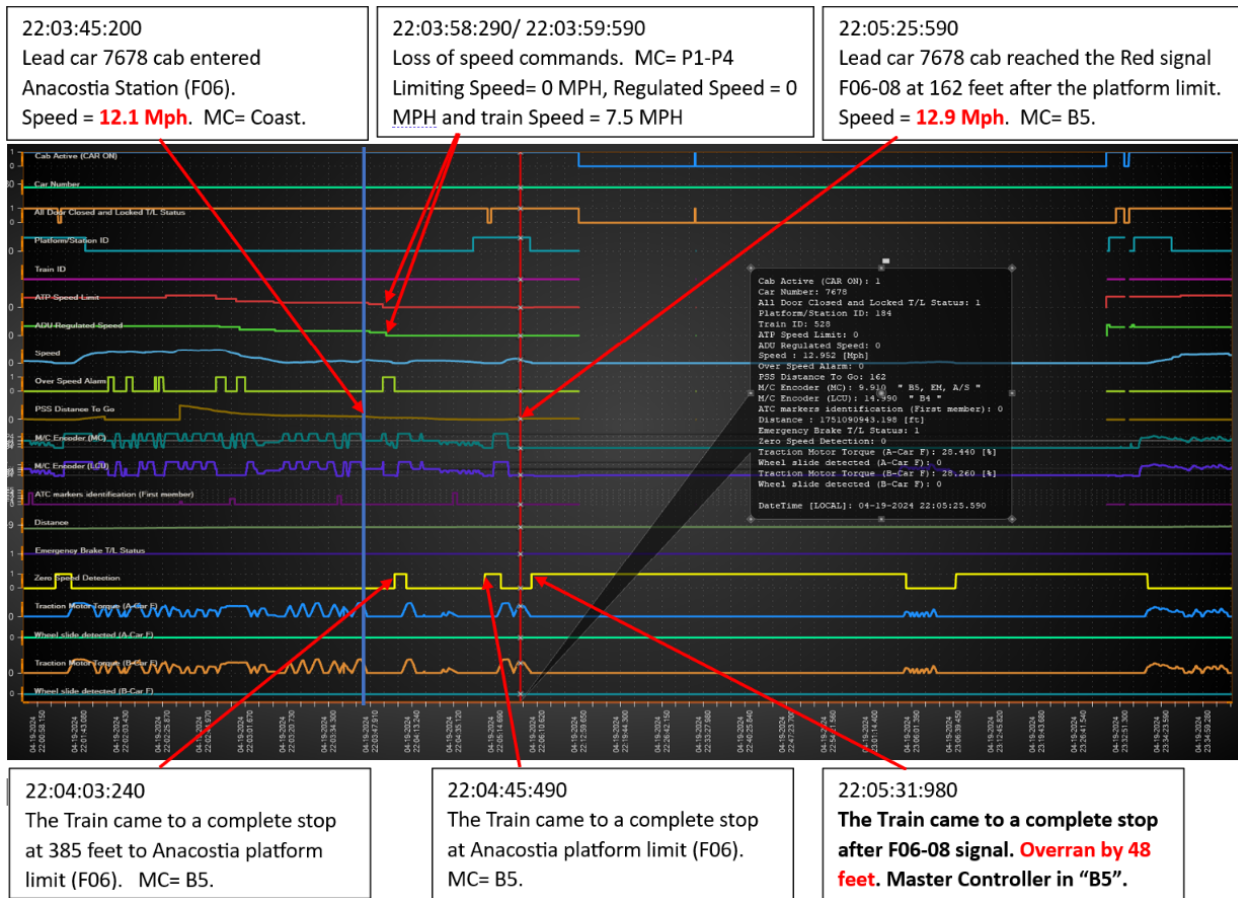 22:03:45:200
Lead car 7678 cab entered
Anacostia Station (F06).
Speed = 12.1 Mph. MC= Coast.
22:03:58:290/ 22:03:59:590
Loss of speed commands. MC= P1-P4
Limiting Speed= 0 MPH, Regulated Speed = 0
MPH and train Speed = 7.5 MPH
22:05:25:590
Lead car 7678 cab reached the Red signal
F06-08 at 162 feet after the platform limit.
Speed = 12.9 Mph. MC= B5.
Cab Active (CAR ON)
Car Number
All Door Closed and Locked T/L Status
Platform/Station ID
Train ID
ATP Speed Limit
ADU Regulated Speed
Speed
Over Speed Alarm
PSS Distance To Go
M/C Encoder (MC)
M/C Encoder (LCU)
ATC markers identification (First member)
Distance
Emergency Brake T/L Status
Zero Speed Detection
Traction Motor Torque (A-Car F)
Wheel slide detected (A-Car F)
Traction Motor Torque (B-Car F)
Wheel slide detected (B-Car F)
Cab Active (CAR ON): 1
Car Number: 7678
All Door Closed and Locked T/L Status: 1
Platform/Station ID: 184
Train ID: 528
ATP Speed Limit: 0
ADU Regulated Speed: 0
Speed : 12.952 [Mph]
Over Speed Alarm: 0
PSS Distance To Go: 162
M/C Encoder (MC): 9.910 " B5, EM, A/S "
M/C Encoder (LCU): 14.990 " B4 "
ATC markers identification (First member): 0
Distance : 1751090943.198 [ft]
Emergency Brake T/L Status: 1
Zero Speed Detection: 0
Traction Motor Torque (A-Car F): 28.440 [%]
Wheel slide detected (A-Car F): 0
Traction Motor Torque (B-Car F): 28.260 [%]
Wheel slide detected (B-Car F): 0
DateTime [LOCAL]: 04-19-2024 22:05:25.590
22:04:03:240
The Train came to a complete stop
at 385 feet to Anacostia platform
limit (F06). MC= B5.
22:04:45:490
The Train came to a complete stop
at Anacostia platform limit (F06).
MC= B5.
22:05:31:980
The Train came to a complete stop
after F06-08 signal. Overran by 48
feet. Master Controller in “B5”.